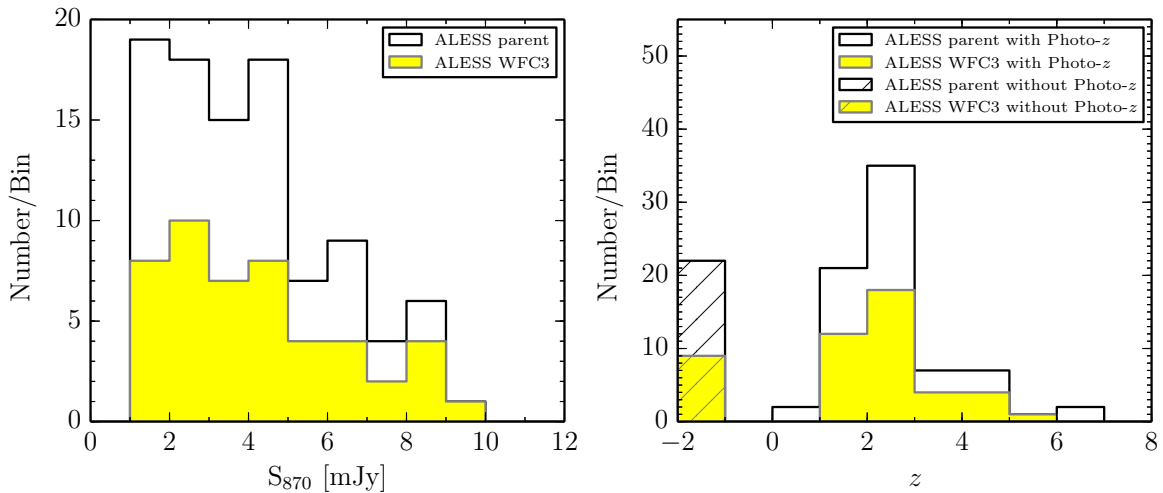 ALESS parent
ALESS WFC3
20
15
10
5
0
0 2 4 6 8 10 12
Number/Bin
S870 [mJy]
ALESS parent with Photo-z
ALESS WFC3 with Photo-z
ALESS parent without Photo-z
ALESS WFC3 without Photo-z
50
40
30
20
10
0
−2 0 2 4 6 8
Number/Bin
z